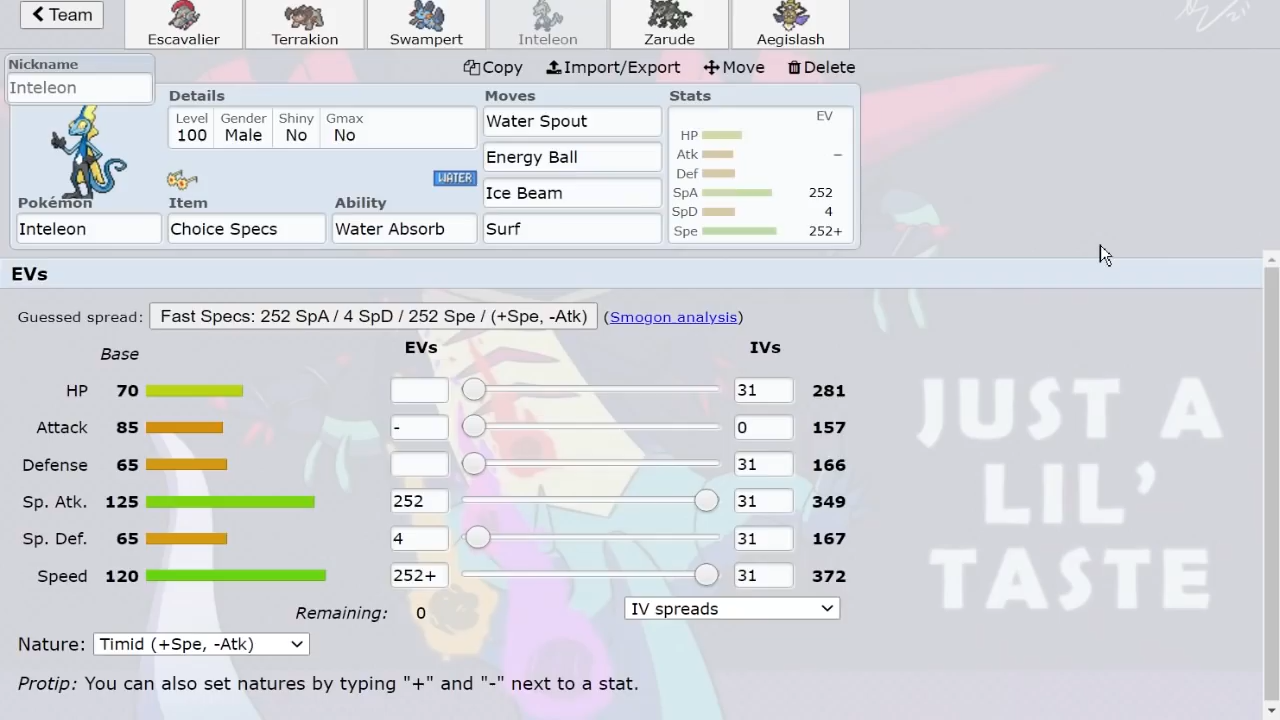 Team
Escavalier Terrakion Swampert Inteleon Zarude Aegislash
Copy Import/Export Move Delete
Nickname
Inteleon
Details Moves Stats
Level Gender Shiny Gmax
100 Male No No
Water Spout
Energy Ball
Ice Beam
Surf
EV
HP
Atk –
Def
SpA 252
SpD 4
Spe 252+
WATER
Pokémon Item Ability
Inteleon Choice Specs Water Absorb
EVs
Guessed spread: Fast Specs: 252 SpA / 4 SpD / 252 Spe / (+Spe, -Atk) (Smogon analysis)
Base EVs IVs
HP 70 31 281
Attack 85 - 0 157
Defense 65 31 166
Sp. Atk. 125 252 31 349
Sp. Def. 65 4 31 167
Speed 120 252+ 31 372
Remaining: 0 IV spreads
Nature: Timid (+Spe, -Atk)
Protip: You can also set natures by typing "+" and "-" next to a stat.
JUST A
LIL'
TASTE